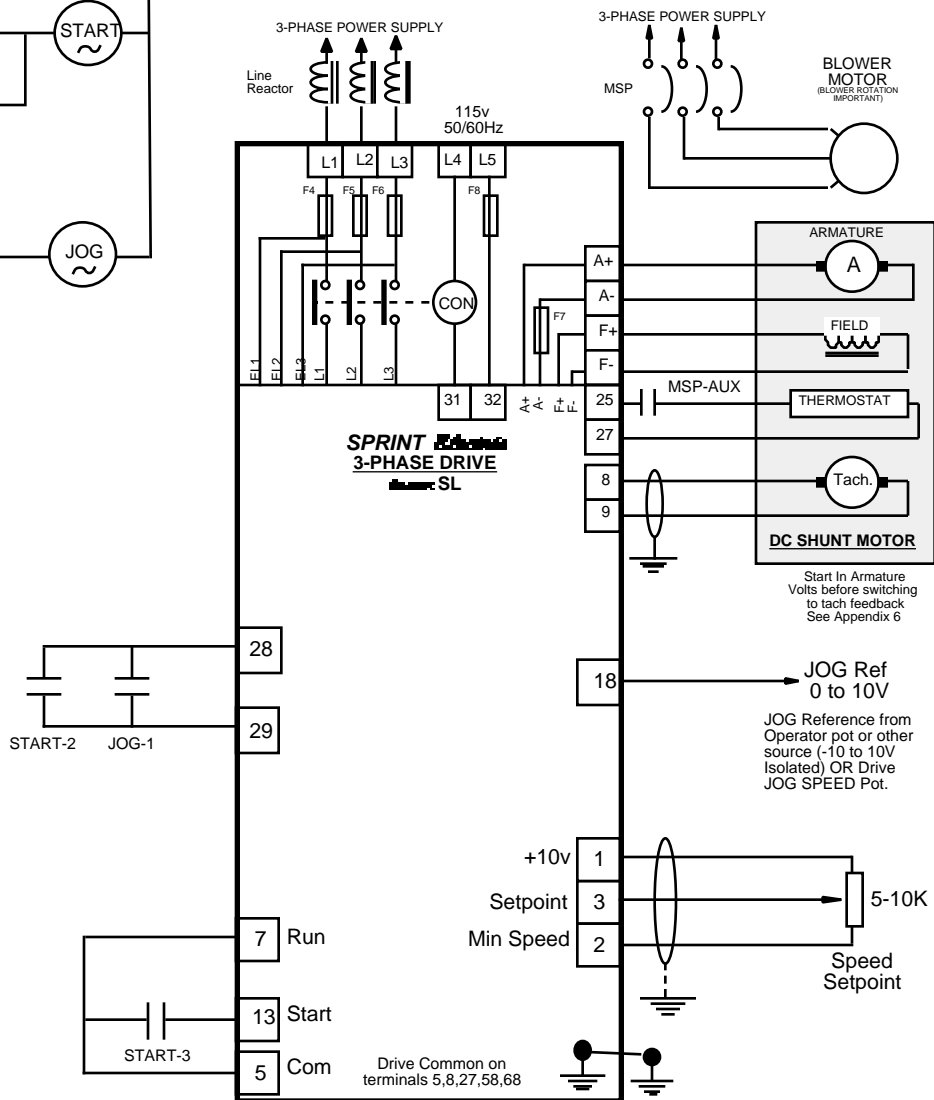 START
JOG
3-PHASE POWER SUPPLY
Line
Reactor
115v
50/60Hz
3-PHASE POWER SUPPLY
MSP
BLOWER
MOTOR
(BLOWER ROTATION
IMPORTANT)
L1
L2
L3
L4
L5
F4
F5
F6
F8
CON
F7
EL1
EL2
EL3
L1
L2
L3
31
32
A+
A-
F+
F-
A+
A-
F+
F-
25
27
8
9
ARMATURE
A
FIELD
MSP-AUX
THERMOSTAT
Tach.
DC SHUNT MOTOR
Start In Armature
Volts before switching
to tach feedback
See Appendix 6
SPRINT
3-PHASE DRIVE
SL
28
29
START-2
JOG-1
18
JOG Ref
0 to 10V
JOG Reference from
Operator pot or other
source (-10 to 10V
Isolated) OR Drive
JOG SPEED Pot.
+10v
1
Setpoint
3
Min Speed
2
5-10K
Speed
Setpoint
7
Run
13
Start
START-3
5
Com
Drive Common on
terminals 5,8,27,58,68